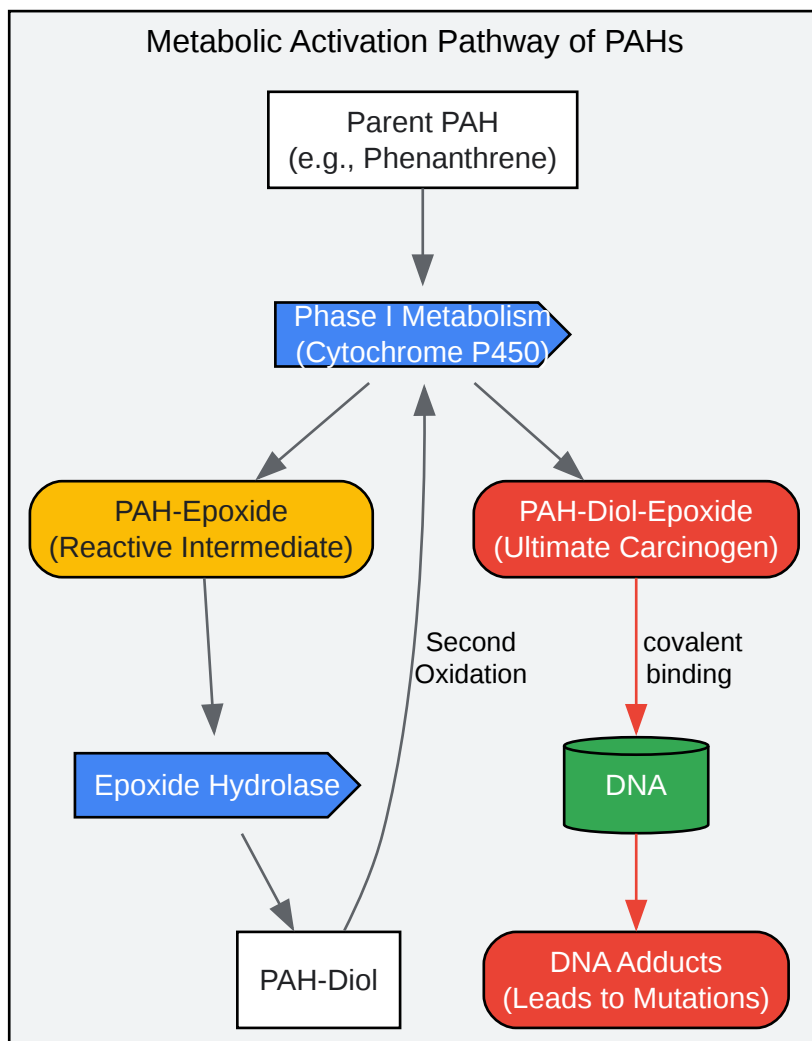 Metabolic Activation Pathway of PAHs
Parent PAH
(e.g., Phenanthrene)
Phase I Metabolism
(Cytochrome P450)
PAH-Epoxide
(Reactive Intermediate)
PAH-Diol-Epoxide
(Ultimate Carcinogen)
Second
Oxidation
covalent
binding
Epoxide Hydrolase
DNA
PAH-Diol
DNA Adducts
(Leads to Mutations)